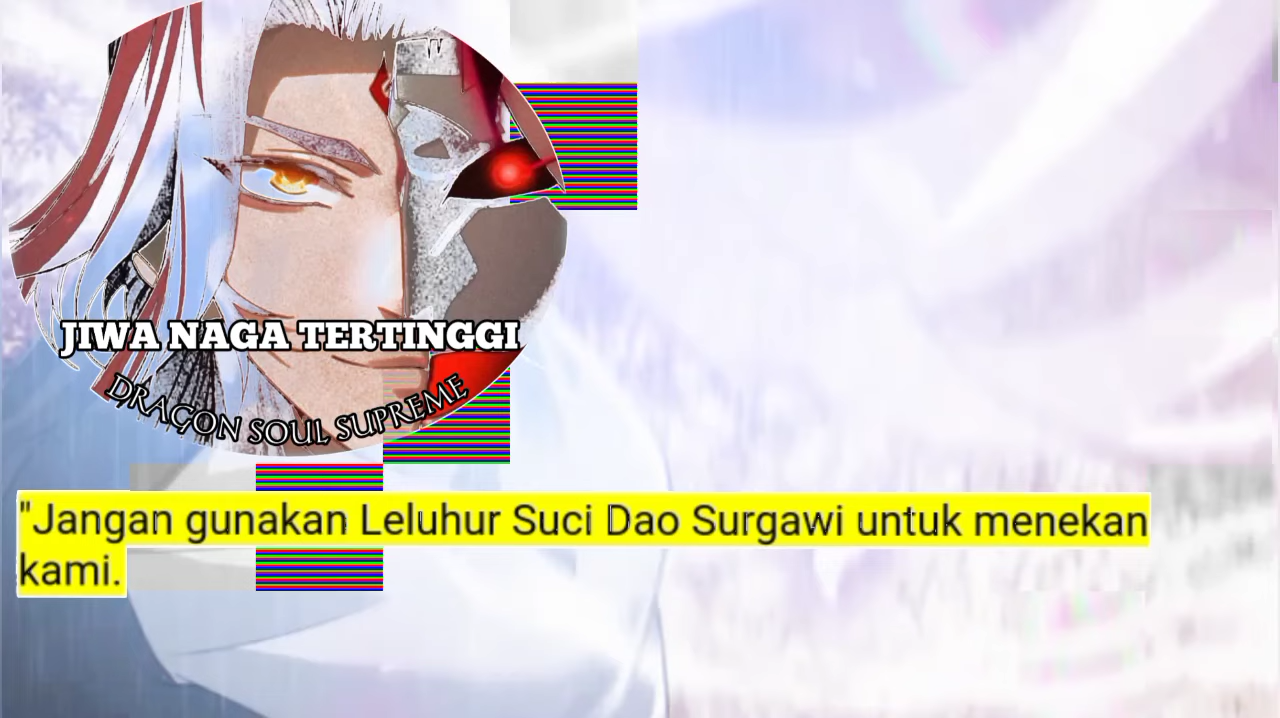 JIWA NAGA TERTINGGI
DRAGON SOUL SUPREME
"Jangan gunakan Leluhur Suci Dao Surgawi untuk menekan
kami.